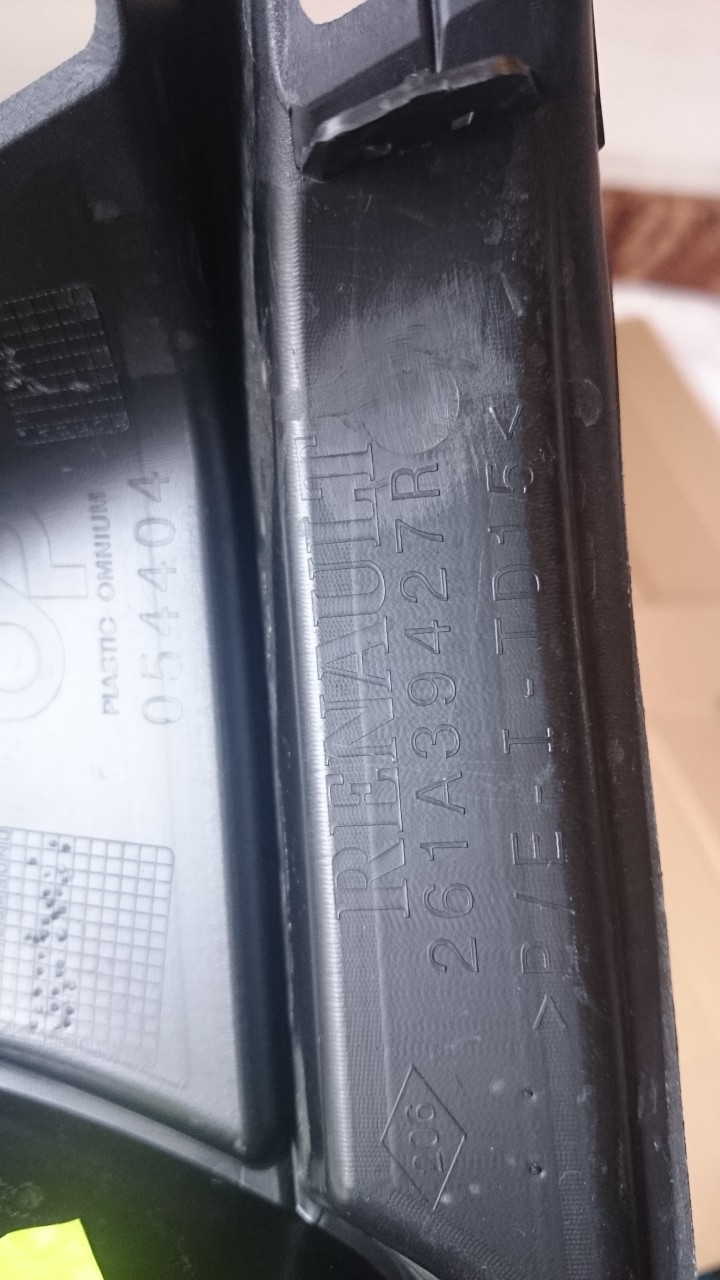 PLASTIC OMNIUM
054404
RENAULT
261A39427R
>P/E-I-TD15<
206